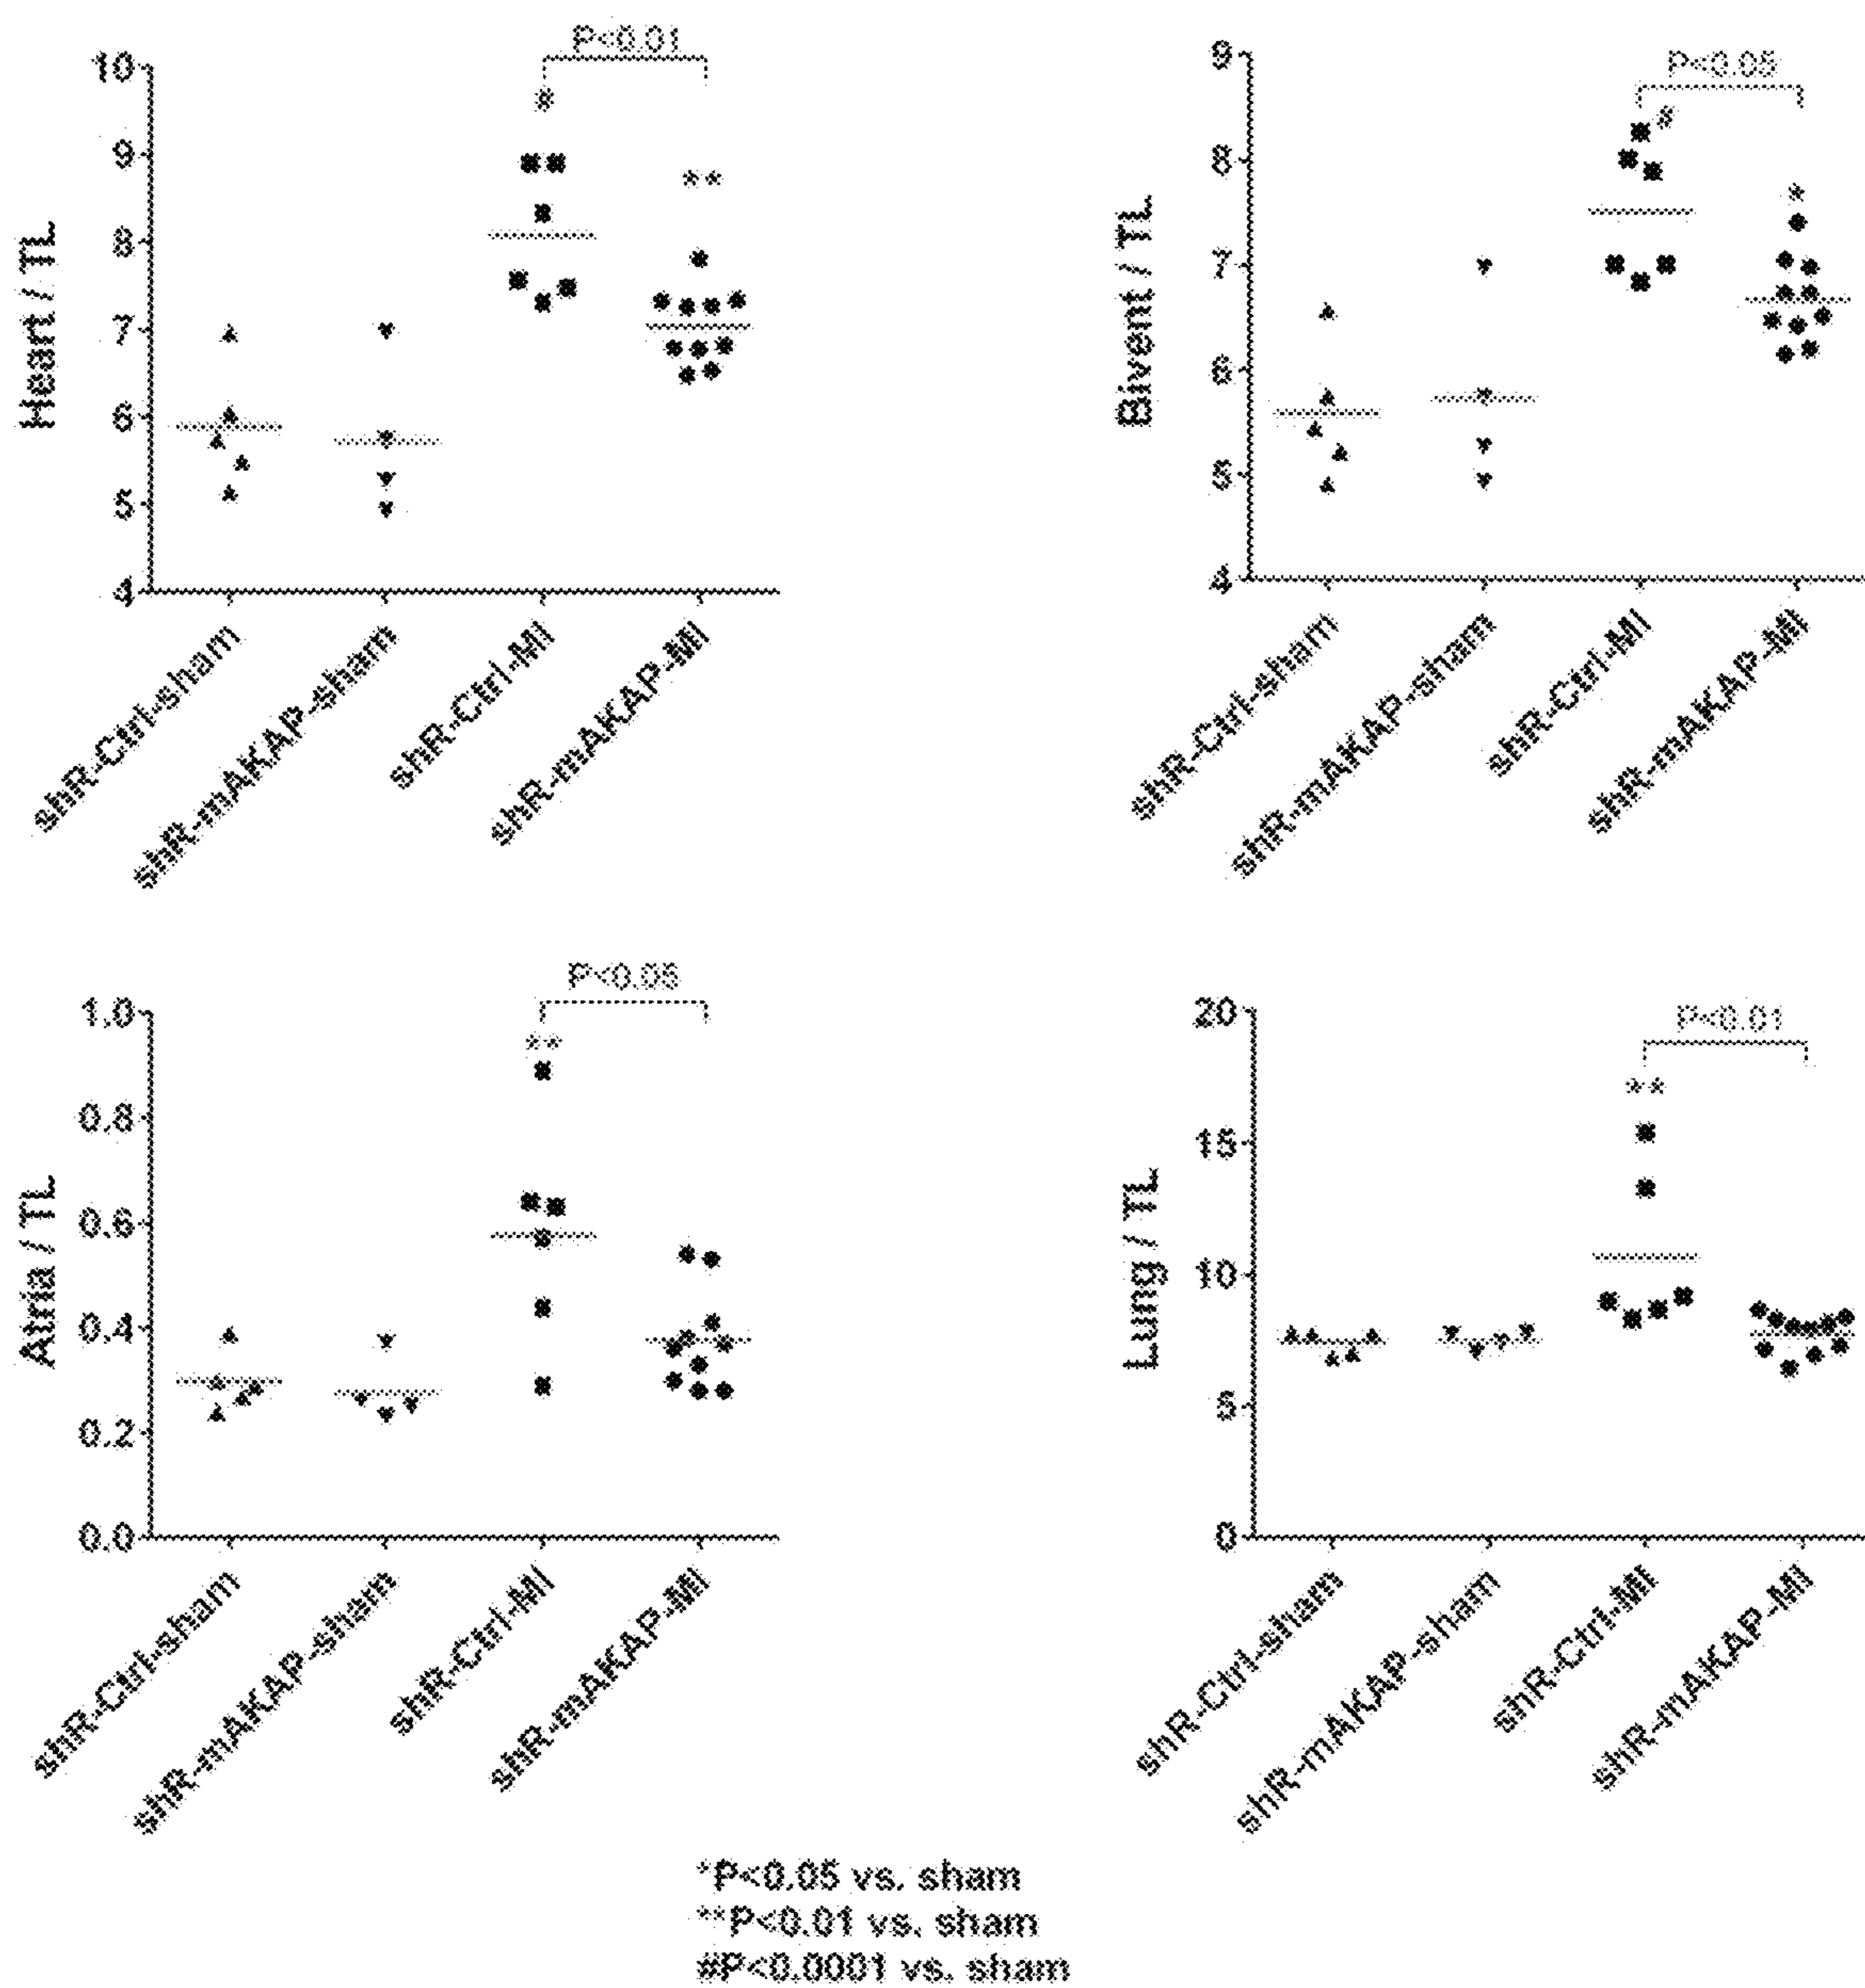 P<0.01
#
**
Heart / TL
10
9
8
7
6
5
4
shR-Ctrl-sham
shR-mAKAP-sham
shR-Ctrl-MI
shR-mAKAP-MI
P<0.05
#
*
Bivent / TL
9
8
7
6
5
4
shR-Ctrl-sham
shR-mAKAP-sham
shR-Ctrl-MI
shR-mAKAP-MI
P<0.05
**
Atria / TL
1.0
0.8
0.6
0.4
0.2
0.0
shR-Ctrl-sham
shR-mAKAP-sham
shR-Ctrl-MI
shR-mAKAP-MI
P<0.01
**
Lung / TL
20
15
10
5
0
shR-Ctrl-sham
shR-mAKAP-sham
shR-Ctrl-MI
shR-mAKAP-MI
*P<0.05 vs. sham
**P<0.01 vs. sham
#P<0.0001 vs. sham